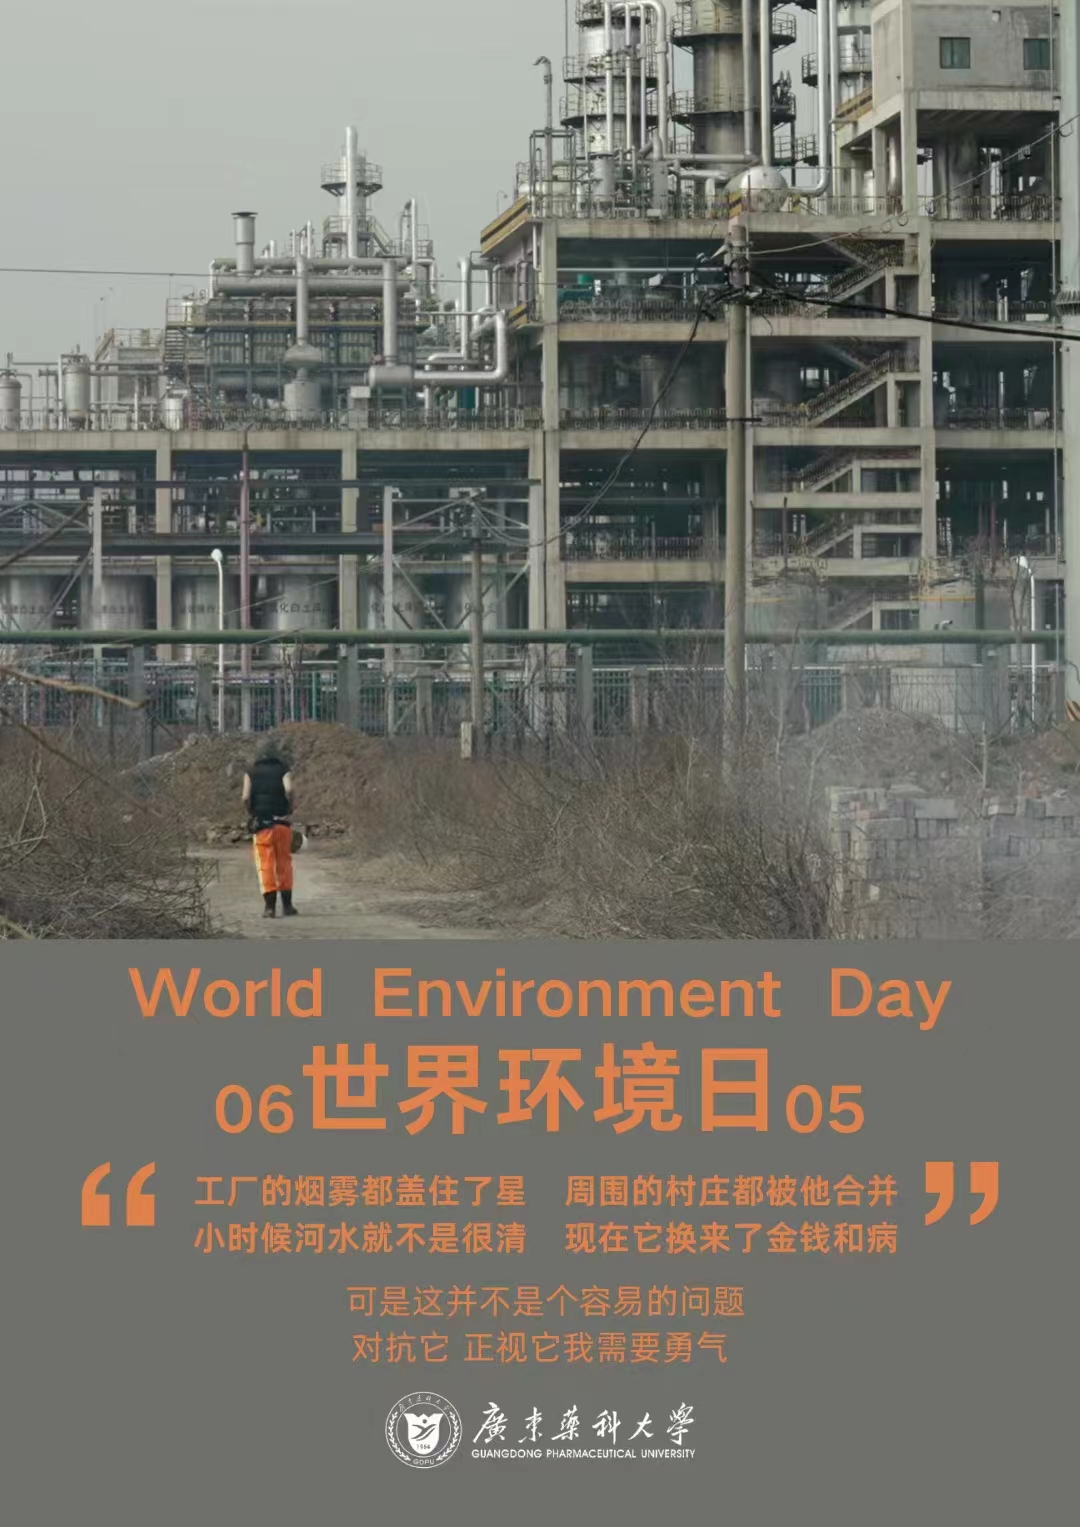 World Environment Day
06世界环境日05
“ 工厂的烟雾都盖住了星 周围的村庄都被他合并 ”
小时候河水就不是很清 现在它换来了金钱和病
可是这并不是个容易的问题
对抗它 正视它我需要勇气
廣東藥科大學
GUANGDONG PHARMACEUTICAL UNIVERSITY
1954
GDPU